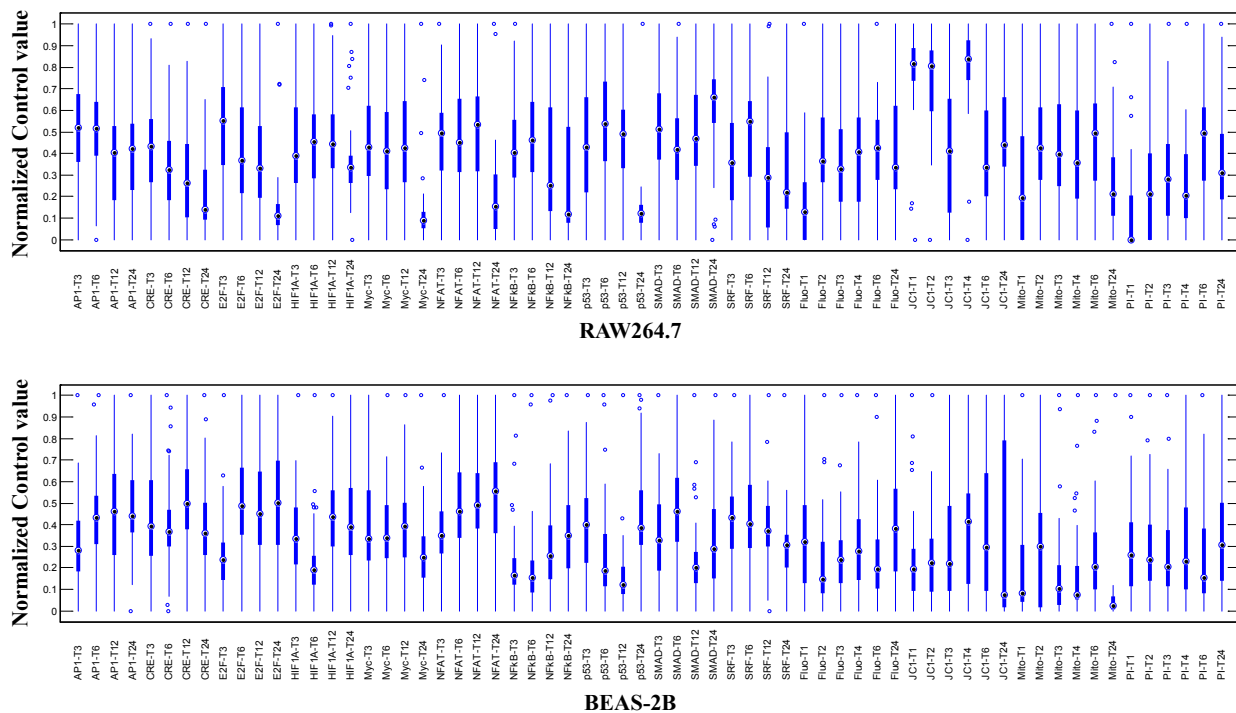 Normalized Control value
1
0.9
0.8
0.7
0.6
0.5
0.4
0.3
0.2
0.1
0
AP1-T3
AP1-T6
AP1-T12
AP1-T24
CRE-T3
CRE-T6
CRE-T12
CRE-T24
E2F-T3
E2F-T6
E2F-T12
E2F-T24
HIF1A-T3
HIF1A-T6
HIF1A-T12
HIF1A-T24
Myc-T3
Myc-T6
Myc-T12
Myc-T24
NFAT-T3
NFAT-T6
NFAT-T12
NFAT-T24
NFkB-T3
NFkB-T6
NFkB-T12
NFkB-T24
p53-T3
p53-T6
p53-T12
p53-T24
SMAD-T3
SMAD-T6
SMAD-T12
SMAD-T24
SRF-T3
SRF-T6
SRF-T12
SRF-T24
Fluo-T1
Fluo-T2
Fluo-T3
Fluo-T4
Fluo-T6
Fluo-T24
JC1-T1
JC1-T2
JC1-T3
JC1-T4
JC1-T6
JC1-T24
Mito-T1
Mito-T2
Mito-T3
Mito-T4
Mito-T6
Mito-T24
PI-T1
PI-T2
PI-T3
PI-T4
PI-T6
PI-T24
RAW264.7
Normalized Control value
1
0.9
0.8
0.7
0.6
0.5
0.4
0.3
0.2
0.1
0
AP1-T3
AP1-T6
AP1-T12
AP1-T24
CRE-T3
CRE-T6
CRE-T12
CRE-T24
E2F-T3
E2F-T6
E2F-T12
E2F-T24
HIF1A-T3
HIF1A-T6
HIF1A-T12
HIF1A-T24
Myc-T3
Myc-T6
Myc-T12
Myc-T24
NFAT-T3
NFAT-T6
NFAT-T12
NFAT-T24
NFkB-T3
NFkB-T6
NFkB-T12
NFkB-T24
p53-T3
p53-T6
p53-T12
p53-T24
SMAD-T3
SMAD-T6
SMAD-T12
SMAD-T24
SRF-T3
SRF-T6
SRF-T12
SRF-T24
Fluo-T1
Fluo-T2
Fluo-T3
Fluo-T4
Fluo-T6
Fluo-T24
JC1-T1
JC1-T2
JC1-T3
JC1-T4
JC1-T6
JC1-T24
Mito-T1
Mito-T2
Mito-T3
Mito-T4
Mito-T6
Mito-T24
PI-T1
PI-T2
PI-T3
PI-T4
PI-T6
PI-T24
BEAS-2B